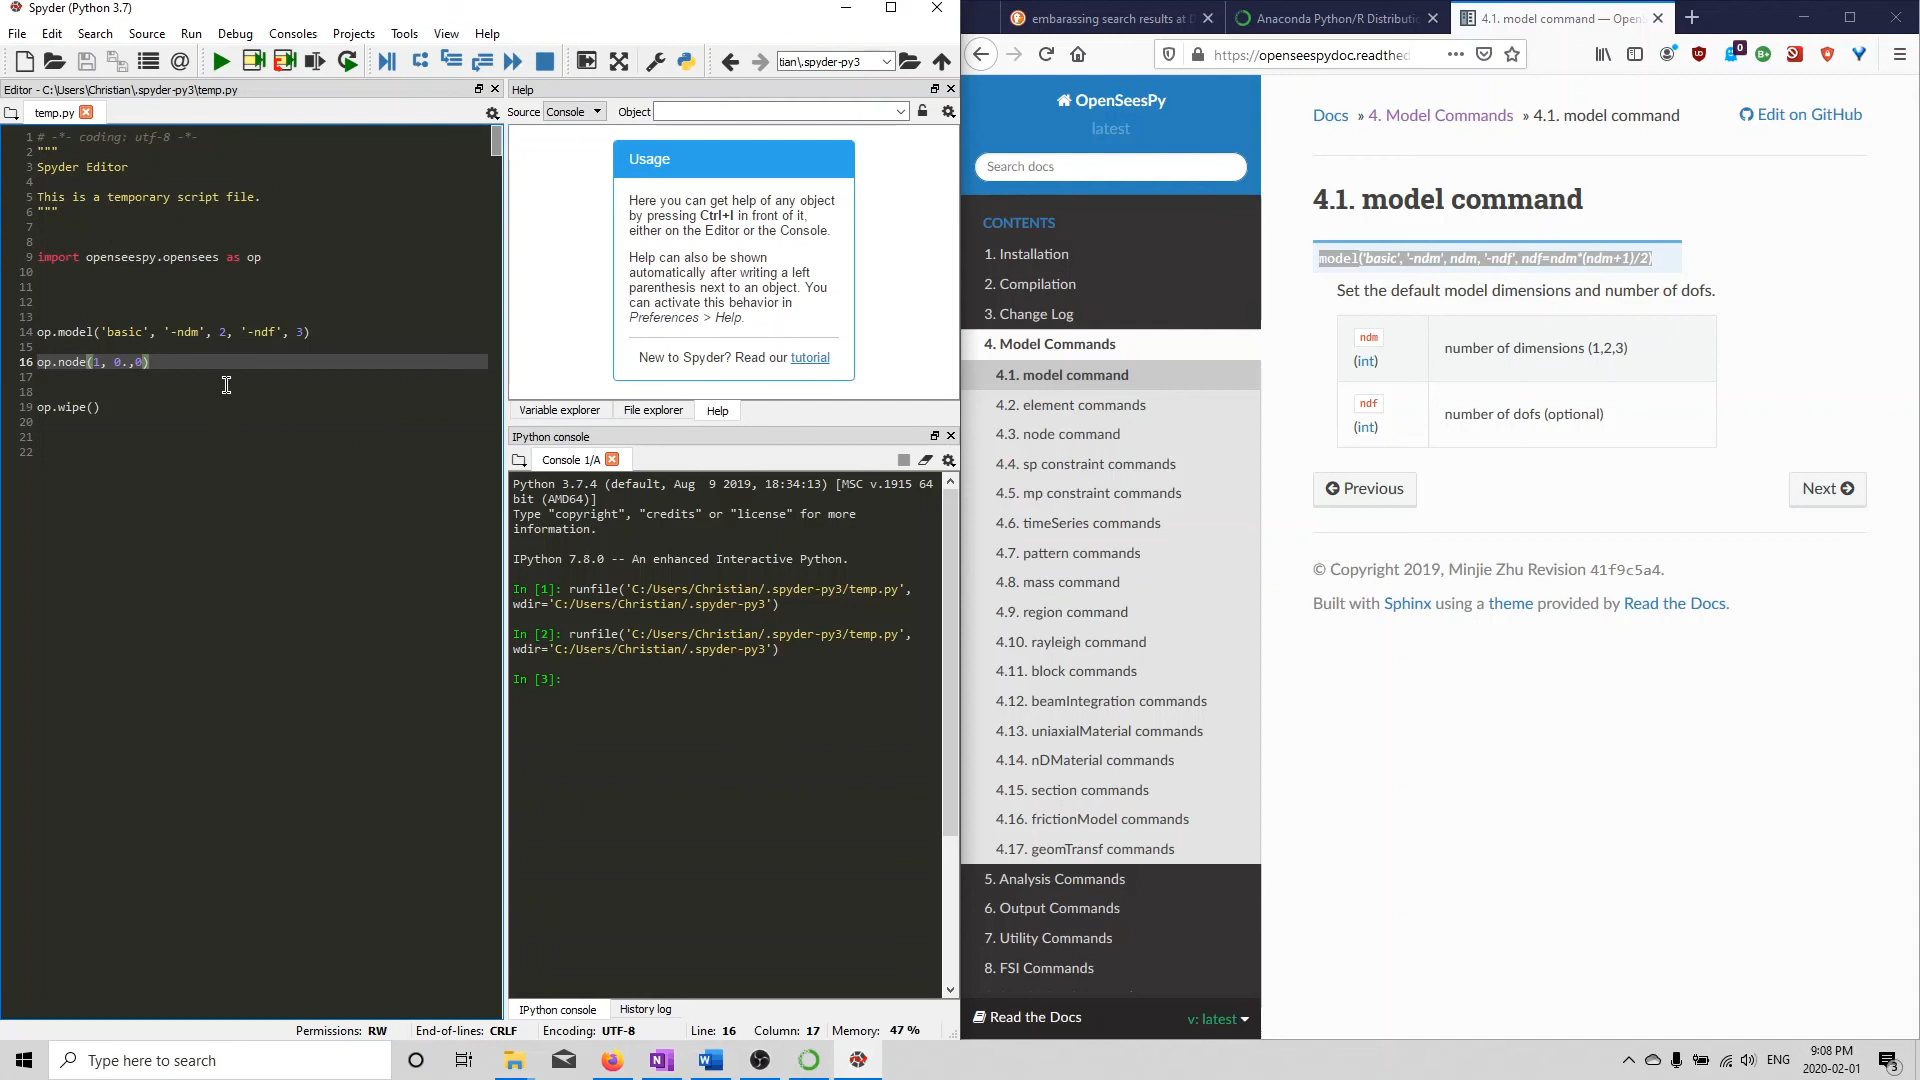 Spyder (Python 3.7)
File Edit Search Source Run Debug Consoles Projects Tools View Help
tian\.spyder-py3
Editor - C:\Users\Christian\.spyder-py3\temp.py
temp.py
1 # -*- coding: utf-8 -*-
2 """
3 Spyder Editor
4
5 This is a temporary script file.
6 """
7
8
9 import openseespy.opensees as op
10
11
12
13
14 op.model('basic', '-ndm', 2, '-ndf', 3)
15
16 op.node(1, 0.,0)
17
18
19 op.wipe()
20
21
22
Help
Source Console Object
Usage
Here you can get help of any object
by pressing Ctrl+I in front of it,
either on the Editor or the Console.
Help can also be shown
automatically after writing a left
parenthesis next to an object. You
can activate this behavior in
Preferences > Help.
New to Spyder? Read our tutorial
Variable explorer File explorer Help
IPython console
Console 1/A
Python 3.7.4 (default, Aug  9 2019, 18:34:13) [MSC v.1915 64
bit (AMD64)]
Type "copyright", "credits" or "license" for more
information.
IPython 7.8.0 -- An enhanced Interactive Python.
In [1]: runfile('C:/Users/Christian/.spyder-py3/temp.py',
wdir='C:/Users/Christian/.spyder-py3')
In [2]: runfile('C:/Users/Christian/.spyder-py3/temp.py',
wdir='C:/Users/Christian/.spyder-py3')
In [3]:
IPython console History log
Permissions: RW End-of-lines: CRLF Encoding: UTF-8 Line: 16 Column: 17 Memory: 47 %
embarassing search results at D
Anaconda Python/R Distributi
4.1. model command — OpenS
https://openseespydoc.readthed
0
OpenSeesPy
latest
Search docs
CONTENTS
1. Installation
2. Compilation
3. Change Log
4. Model Commands
4.1. model command
4.2. element commands
4.3. node command
4.4. sp constraint commands
4.5. mp constraint commands
4.6. timeSeries commands
4.7. pattern commands
4.8. mass command
4.9. region command
4.10. rayleigh command
4.11. block commands
4.12. beamIntegration commands
4.13. uniaxialMaterial commands
4.14. nDMaterial commands
4.15. section commands
4.16. frictionModel commands
4.17. geomTransf commands
5. Analysis Commands
6. Output Commands
7. Utility Commands
8. FSI Commands
Read the Docs v: latest
Docs » 4. Model Commands » 4.1. model command Edit on GitHub
4.1. model command
model('basic', '-ndm', ndm, '-ndf', ndf=ndm*(ndm+1)/2)
Set the default model dimensions and number of dofs.
ndm
(int)
number of dimensions (1,2,3)
ndf
(int)
number of dofs (optional)
Previous Next
© Copyright 2019, Minjie Zhu Revision 41f9c5a4.
Built with Sphinx using a theme provided by Read the Docs.
Type here to search
ENG
9:08 PM
2020-02-01
3